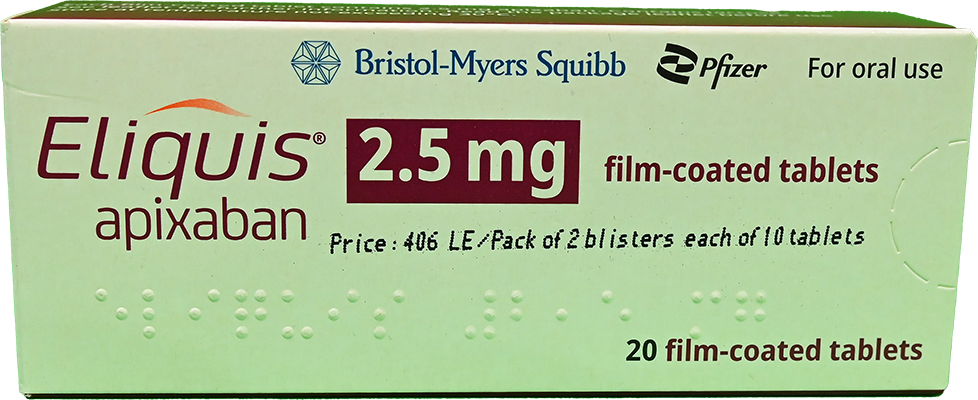 Bristol-Myers Squibb Pfizer For oral use
Eliquis® 2.5 mg film-coated tablets
apixaban
Price: 406 LE/Pack of 2 blisters each of 10 tablets
20 film-coated tablets